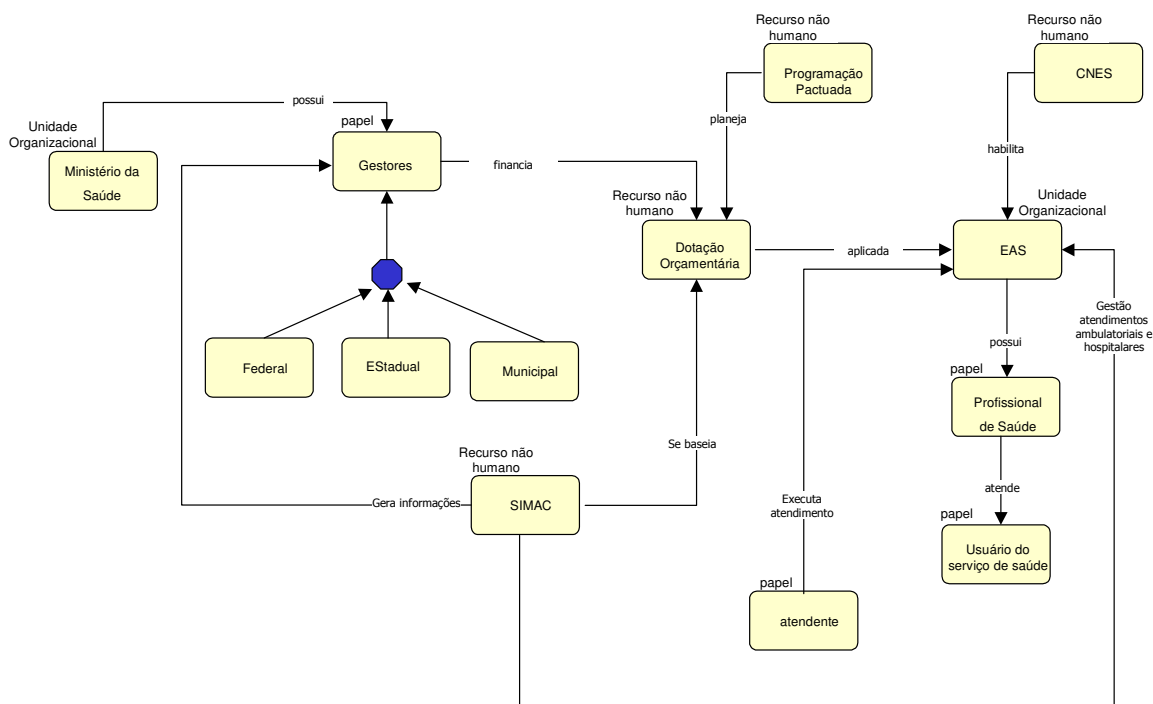 Recurso não
humano
Programação
Pactuada
Recurso não
humano
CNES
possui
papel
Unidade
Organizacional
Ministério da
Saúde
Gestores
financia
planeja
habilita
Recurso não
humano
Dotação
Orçamentária
aplicada
Unidade
Organizacional
EAS
Gestão
atendimentos
ambulatoriais e
hospitalares
possui
Federal
EStadual
Municipal
papel
Profissional
de Saúde
Se baseia
Recurso não
humano
Gera informações
SIMAC
Executa
atendimento
atende
papel
Usuário do
serviço de saúde
papel
atendente